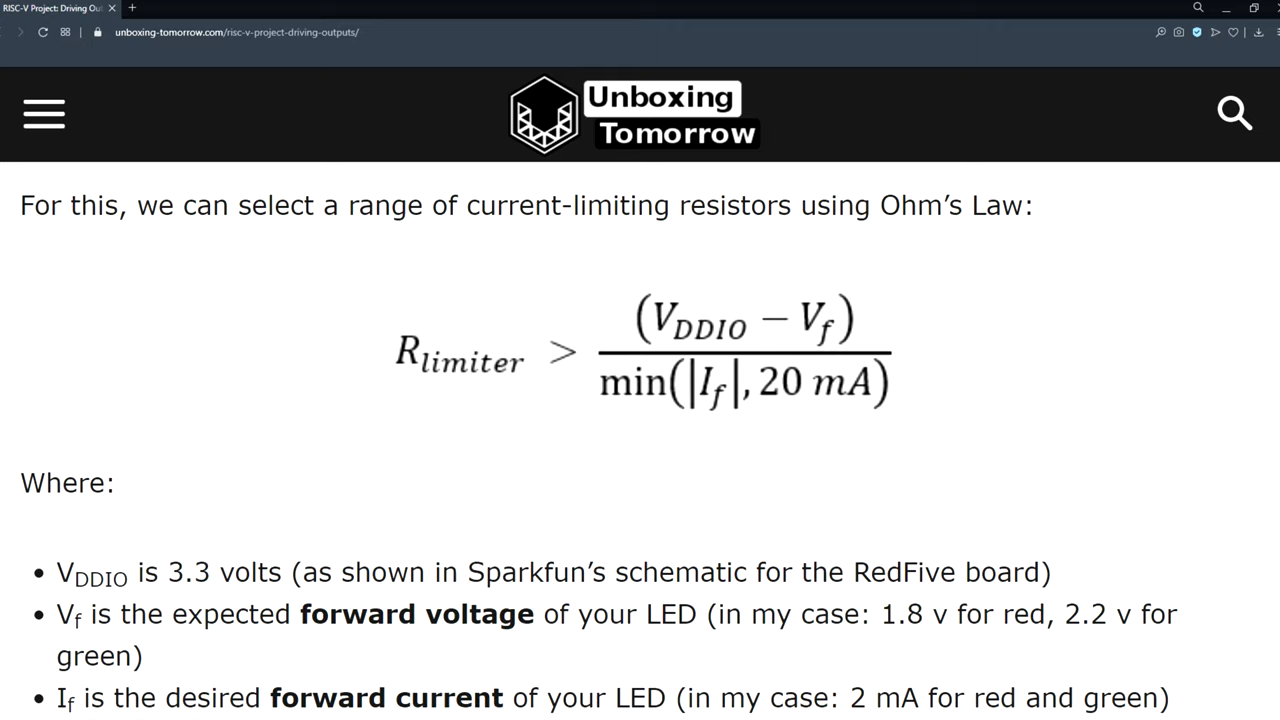 RISC-V Project: Driving Ou
unboxing-tomorrow.com/risc-v-project-driving-outputs/
Unboxing
Tomorrow
For this, we can select a range of current-limiting resistors using Ohm’s Law:
R_limiter > (V_DDIO − V_f) / min(|I_f|, 20 mA)
Where:
• V_DDIO is 3.3 volts (as shown in Sparkfun’s schematic for the RedFive board)
• V_f is the expected forward voltage of your LED (in my case: 1.8 v for red, 2.2 v for
green)
• I_f is the desired forward current of your LED (in my case: 2 mA for red and green)